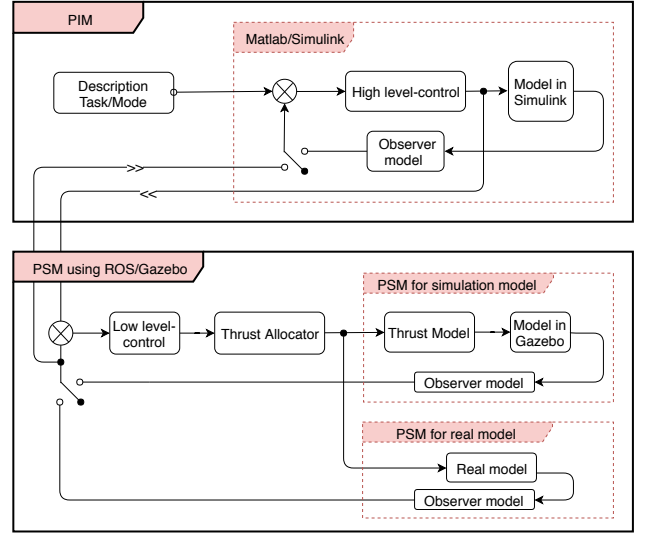 PIM
Matlab/Simulink
Description
Task/Mode
High level-control
Model in
Simulink
Observer
model
>>
<<
PSM using ROS/Gazebo
PSM for simulation model
Low level-
control
Thrust Allocator
Thrust Model
Model in
Gazebo
Observer model
PSM for real model
Real model
Observer model